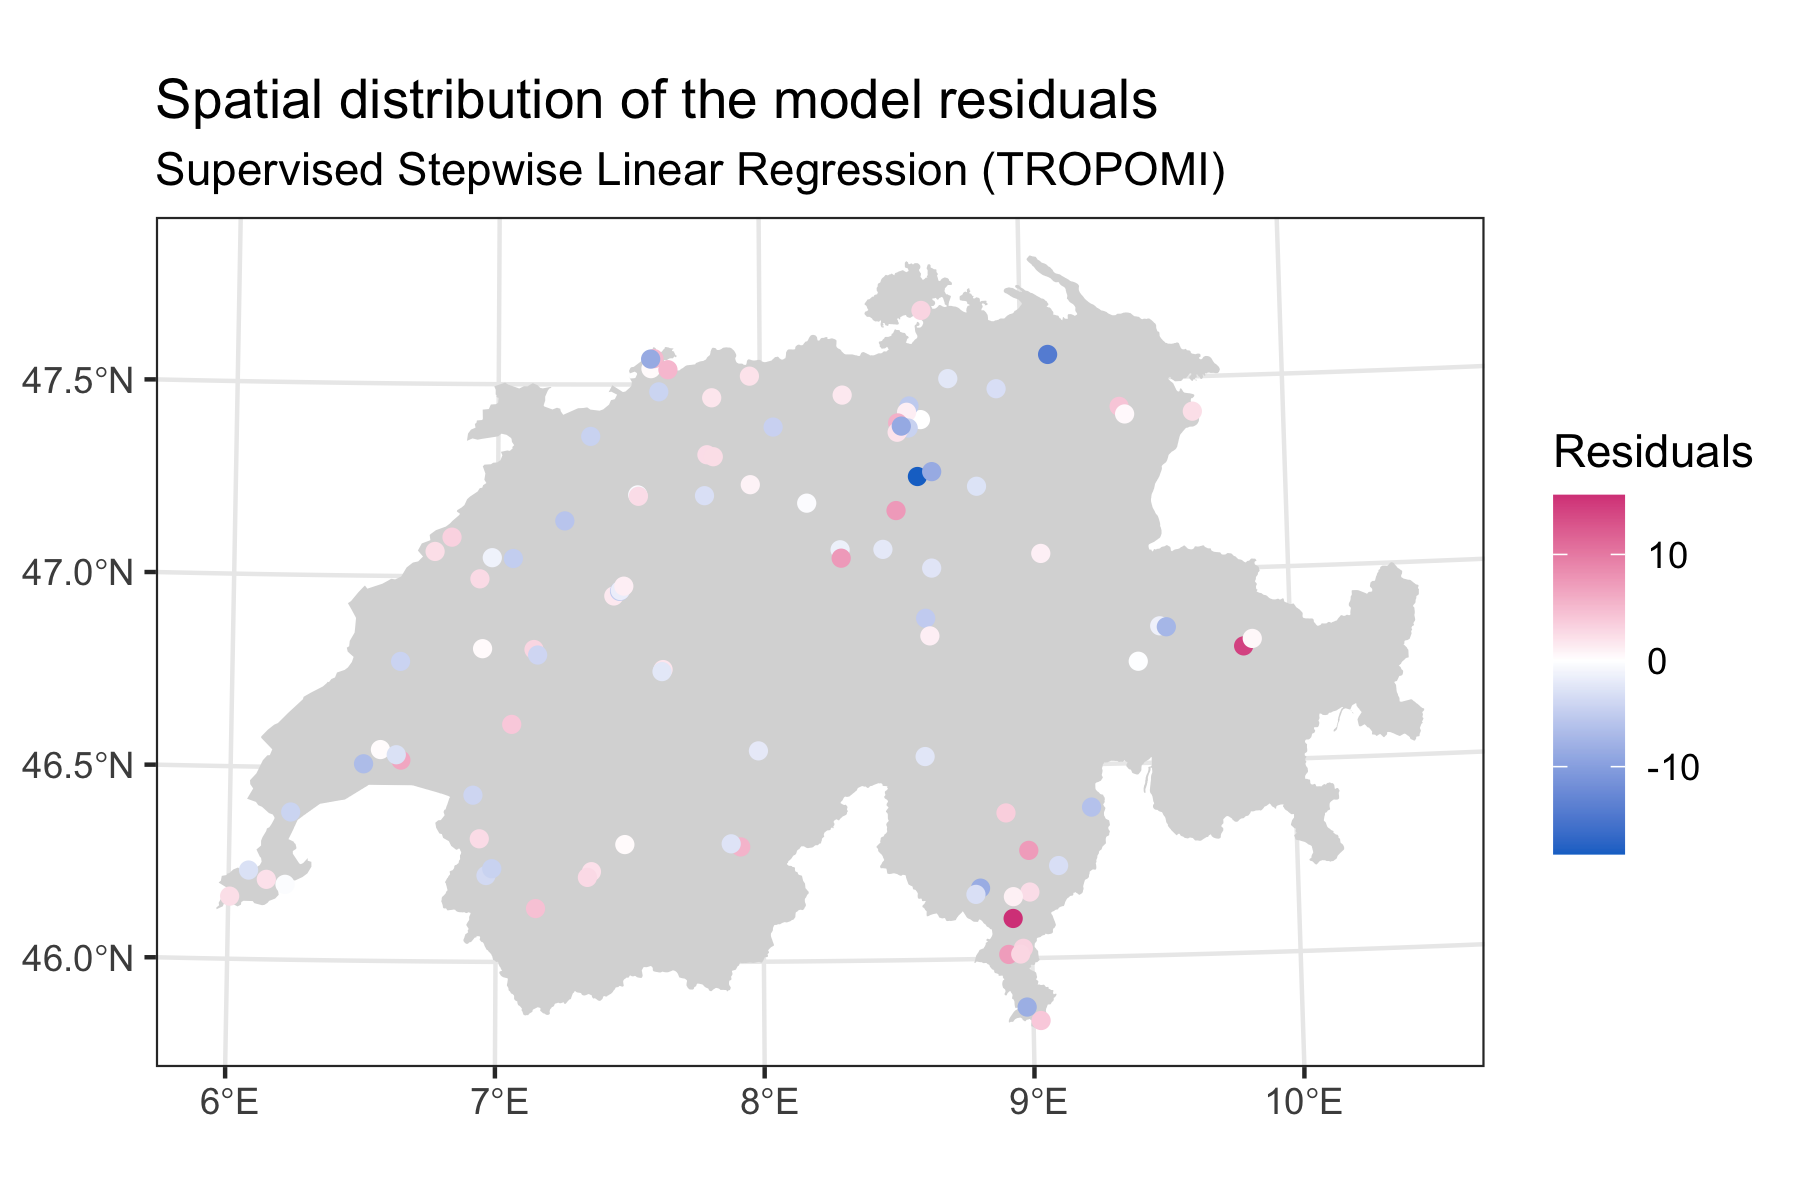 Spatial distribution of the model residuals
Supervised Stepwise Linear Regression (TROPOMI)
47.5°N
47.0°N
46.5°N
46.0°N
6°E
7°E
8°E
9°E
10°E
Residuals
10
0
-10